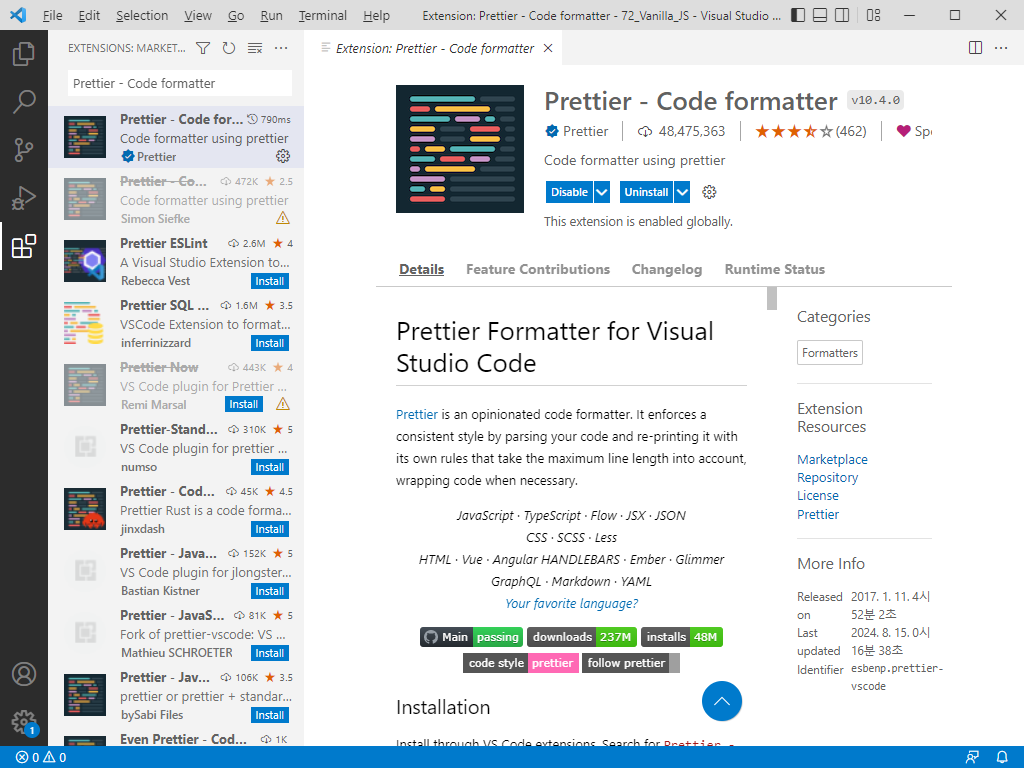 File Edit Selection View Go Run Terminal Help Extension: Prettier - Code formatter - 72_Vanilla_JS - Visual Studio ...
EXTENSIONS: MARKET...
Prettier - Code formatter
Prettier - Code for... 790ms
Code formatter using prettier
Prettier
Prettier - Co... 472K 2.5
Code formatter using prettier
Simon Siefke
Prettier ESLint 2.6M 4
A Visual Studio Extension to...
Rebecca Vest Install
Prettier SQL ... 1.6M 3.5
VSCode Extension to format...
inferrinizzard Install
Prettier Now 443K 4
VS Code plugin for Prettier ...
Remi Marsal Install
Prettier-Stand... 310K 5
VS Code plugin for prettier ...
numso Install
Prettier - Cod... 45K 4.5
Prettier Rust is a code forma...
jinxdash Install
Prettier - Java... 152K 5
VS Code plugin for jlongster...
Bastian Kistner Install
Prettier - JavaS... 81K 5
Fork of prettier-vscode: VS ...
Mathieu SCHROETER Install
Prettier - Jav... 106K 3.5
prettier or prettier + standar...
bySabi Files Install
Even Prettier - Cod... 1K
1
Extension: Prettier - Code formatter
Prettier - Code formatter v10.4.0
Prettier 48,475,363 (462) Spo
Code formatter using prettier
Disable Uninstall
This extension is enabled globally.
Details Feature Contributions Changelog Runtime Status
Prettier Formatter for Visual
Studio Code
Prettier is an opinionated code formatter. It enforces a
consistent style by parsing your code and re-printing it with
its own rules that take the maximum line length into account,
wrapping code when necessary.
JavaScript · TypeScript · Flow · JSX · JSON
CSS · SCSS · Less
HTML · Vue · Angular HANDLEBARS · Ember · Glimmer
GraphQL · Markdown · YAML
Your favorite language?
Main passing downloads 237M installs 48M
code style prettier follow prettier
Installation
Install through VS Code extensions. Search for Prettier -
Categories
Formatters
Extension
Resources
Marketplace
Repository
License
Prettier
More Info
Released 2017. 1. 11. 4시
on 52분 2초
Last 2024. 8. 15. 0시
updated 16분 38초
Identifier esbenp.prettier-
vscode
0 0